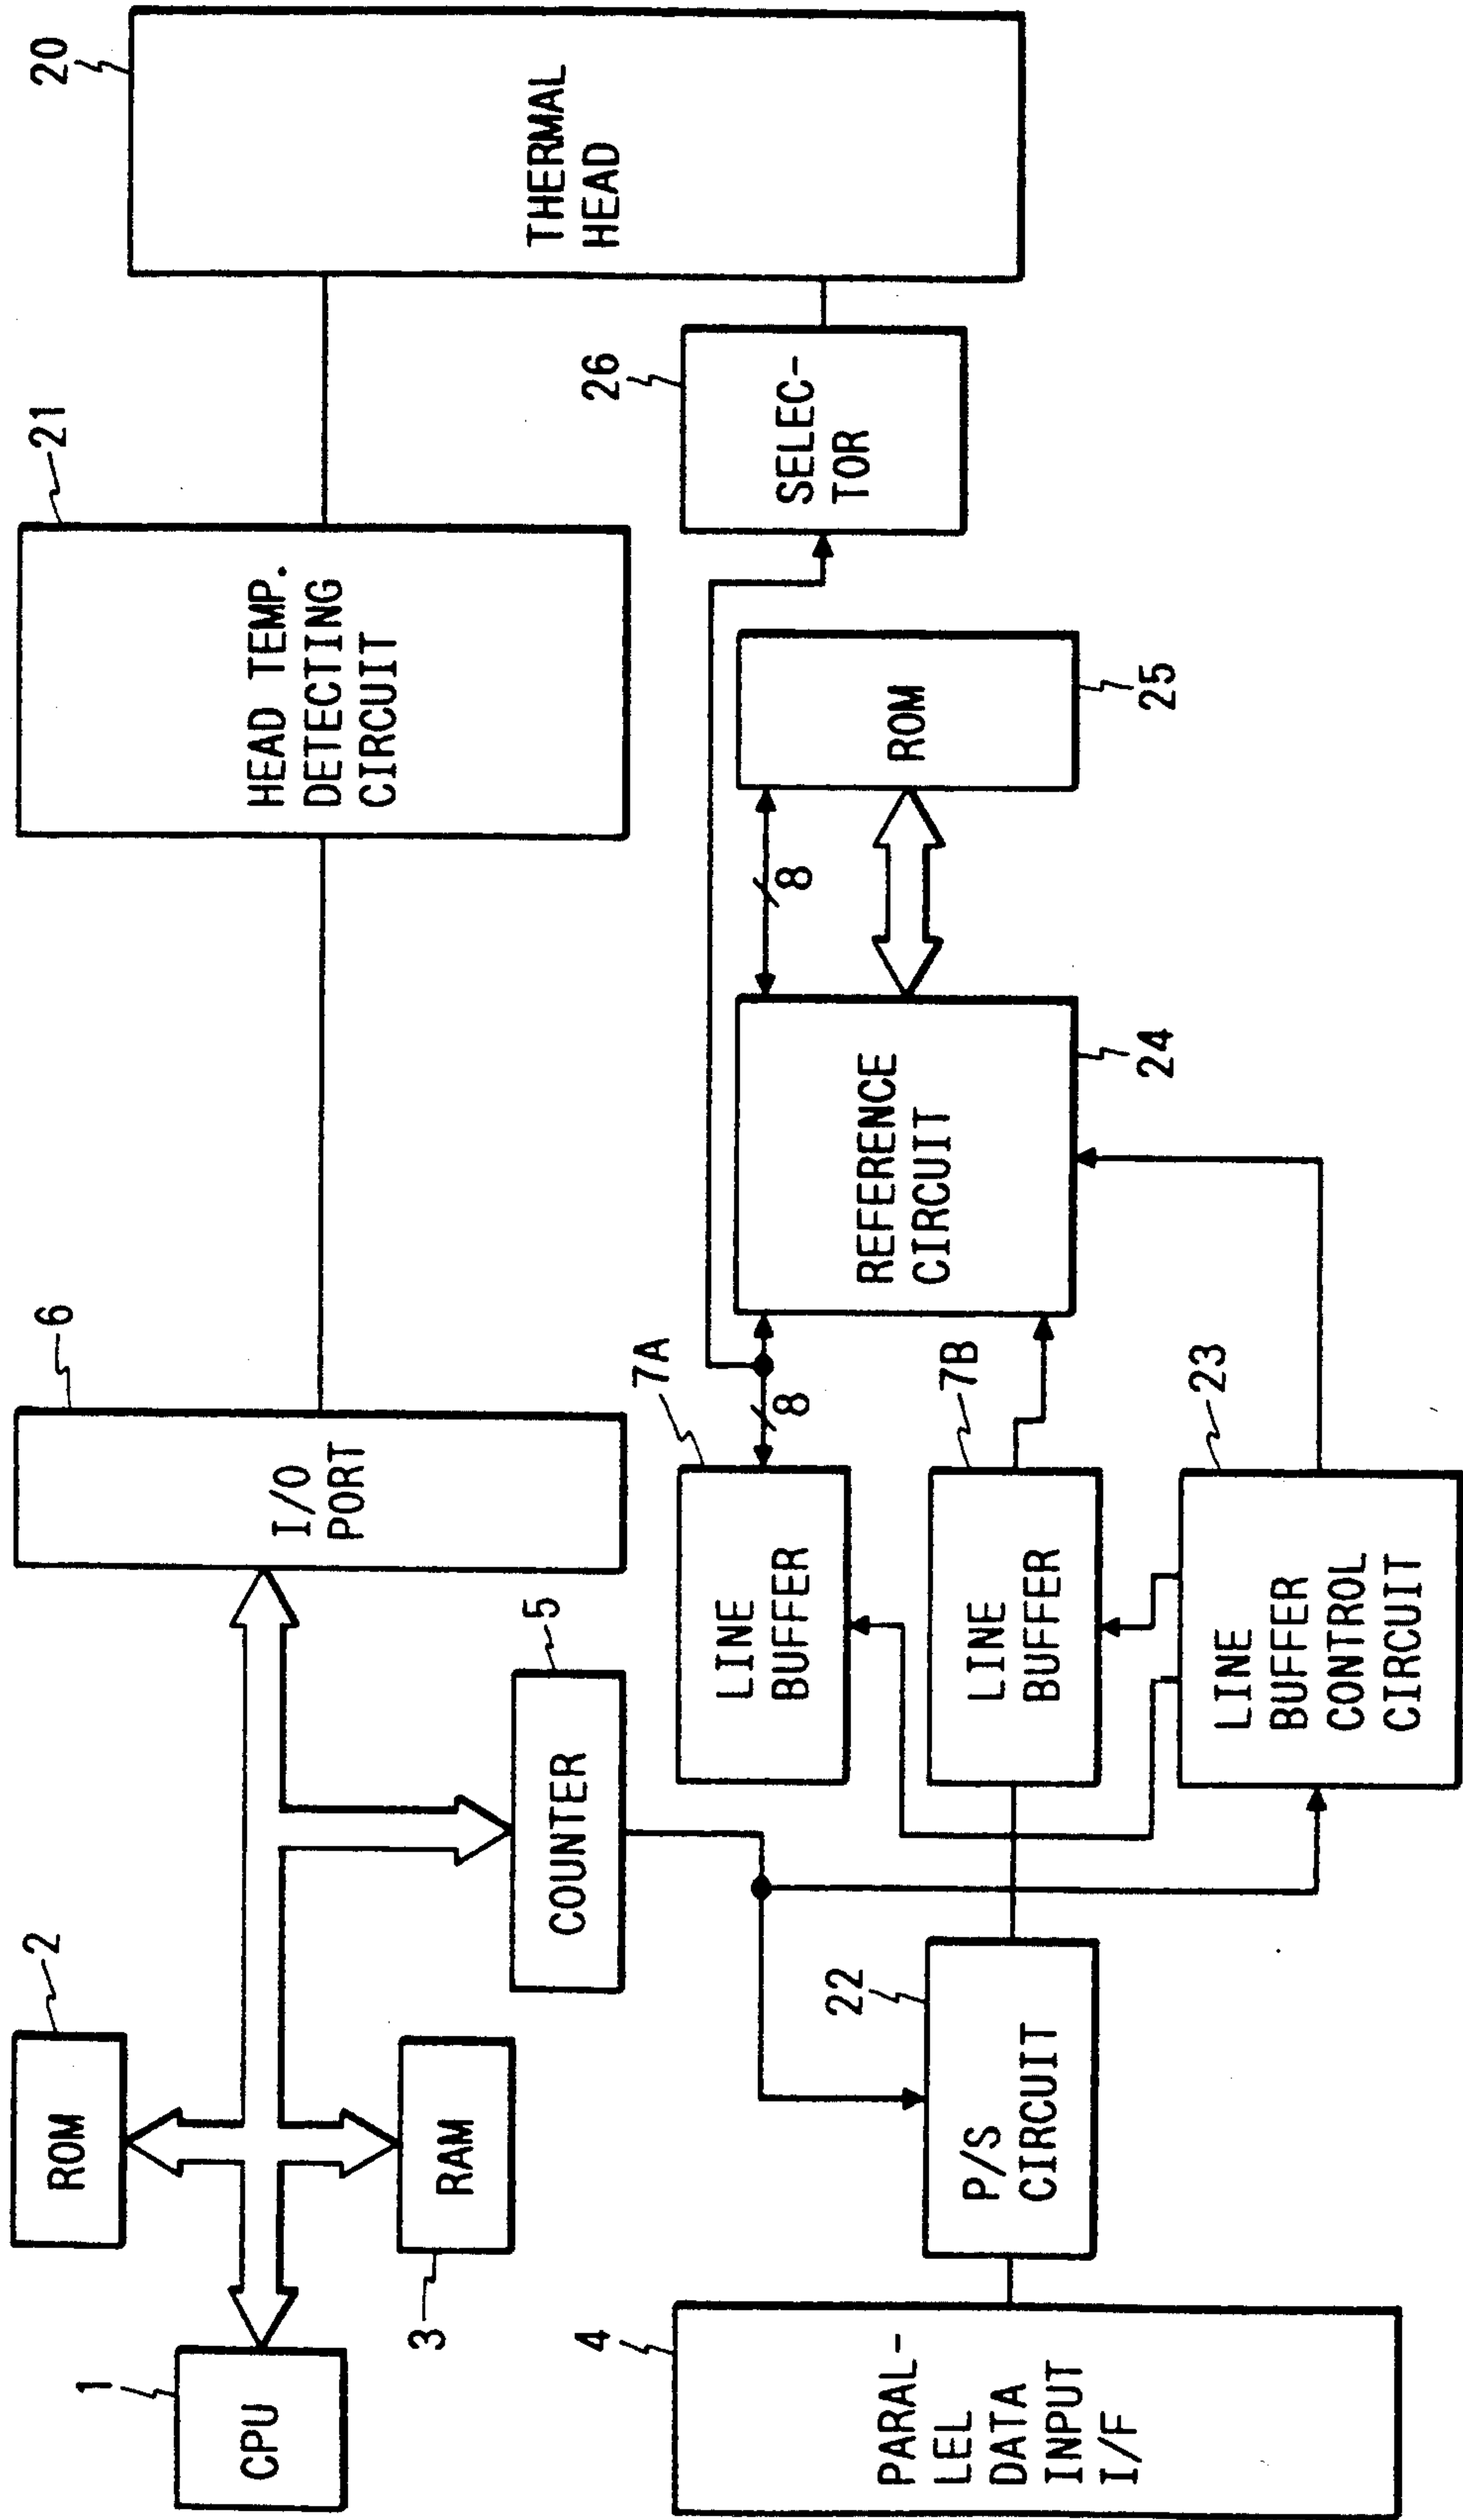 1
CPU
2
ROM
3
RAM
5
COUNTER
6
I/O
PORT
21
HEAD TEMP.
DETECTING
CIRCUIT
20
THERMAL
HEAD
4
PARAL-
LEL
DATA
INPUT
I/F
22
P/S
CIRCUIT
7A
LINE
BUFFER
8
7B
LINE
BUFFER
23
LINE
BUFFER
CONTROL
CIRCUIT
REFERENCE
CIRCUIT
24
8
ROM
25
26
SELEC-
TOR